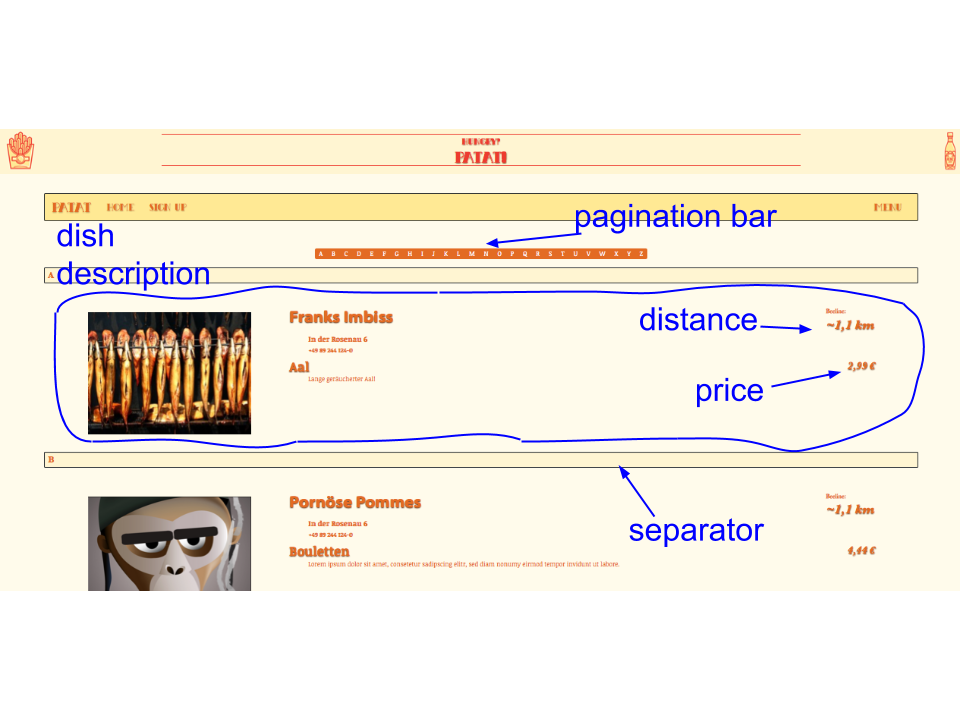 HUNGRY?
PATAT!
PATAT HOME SIGN UP MENU
pagination bar
dish
description
A B C D E F G H I J K L M N O P Q R S T U V W X Y Z
A
Franks Imbiss
In der Rosenau 6
+49 89 244 124-0
Aal
Lange geräucherter Aal!
distance
~1,1 km
2,99 €
price
B
separator
Pornöse Pommes
In der Rosenau 6
+49 89 244 124-0
Bouletten
Lorem ipsum dolor sit amet, consetetur sadipscing elitr, sed diam nonumy eirmod tempor invidunt ut labore.
~1,1 km
4,44 €